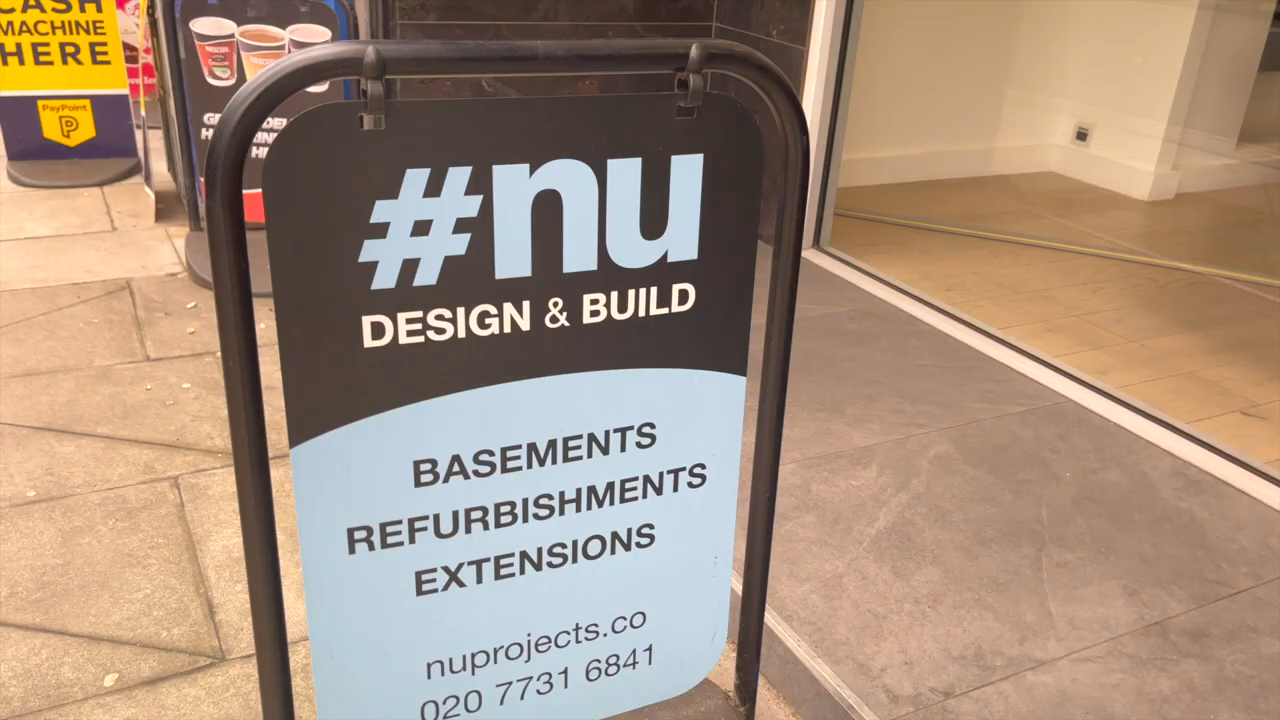 CASH
MACHINE
HERE
PayPoint
#nu
DESIGN & BUILD
BASEMENTS
REFURBISHMENTS
EXTENSIONS
nuprojects.co
020 7731 6841